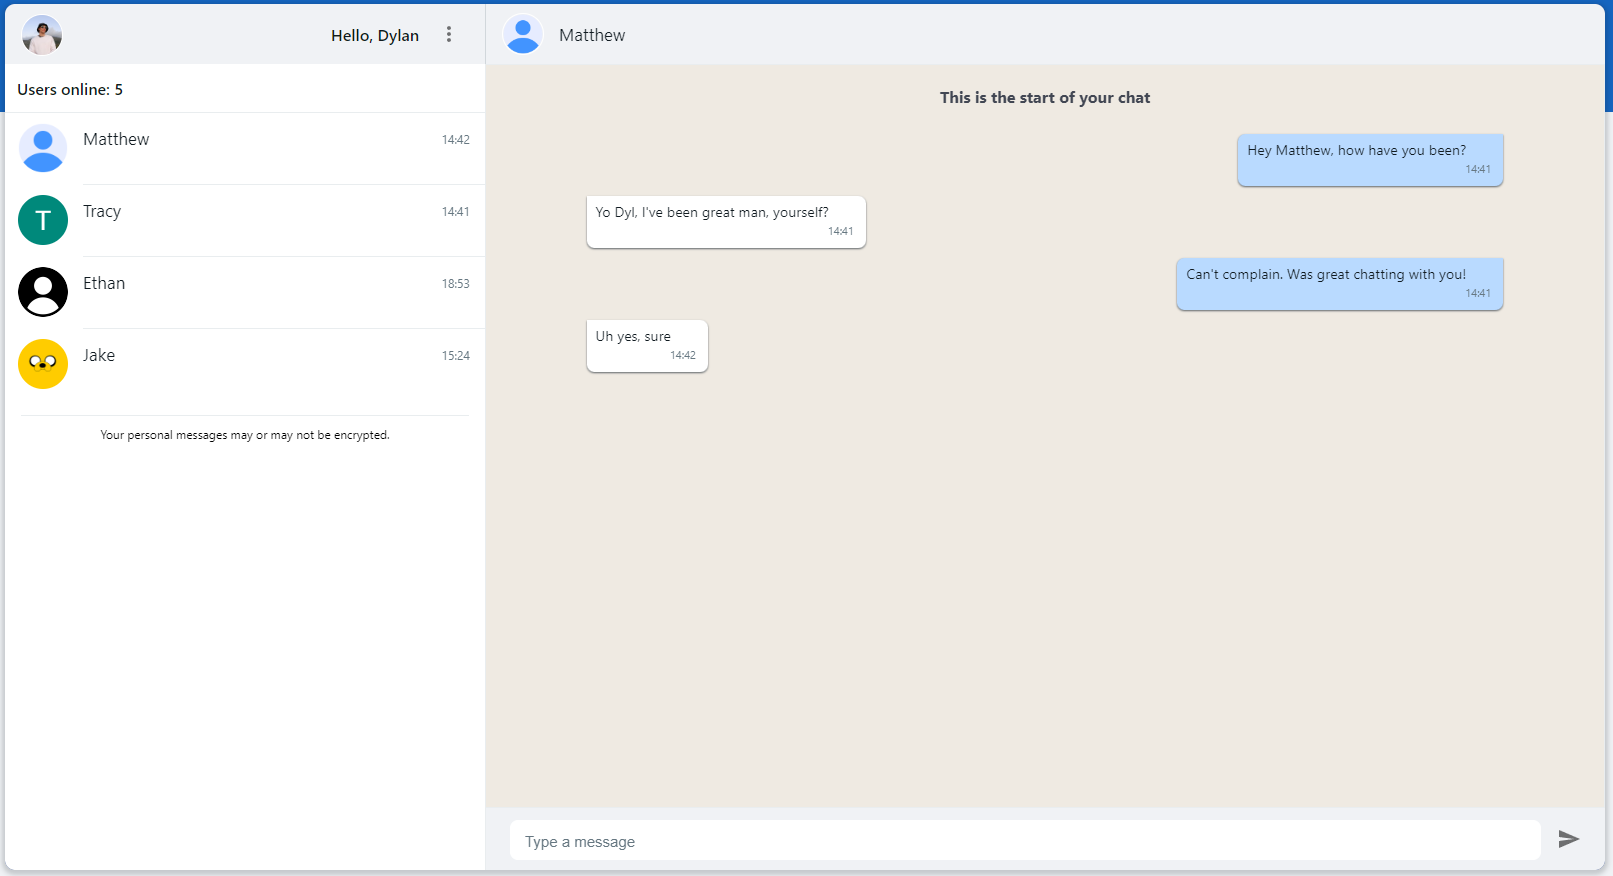 Hello, Dylan
Users online: 5
Matthew 14:42
T
Tracy 14:41
Ethan 18:53
Jake 15:24
Your personal messages may or may not be encrypted.
Matthew
This is the start of your chat
Hey Matthew, how have you been?
14:41
Yo Dyl, I've been great man, yourself?
14:41
Can't complain. Was great chatting with you!
14:41
Uh yes, sure
14:42
Type a message